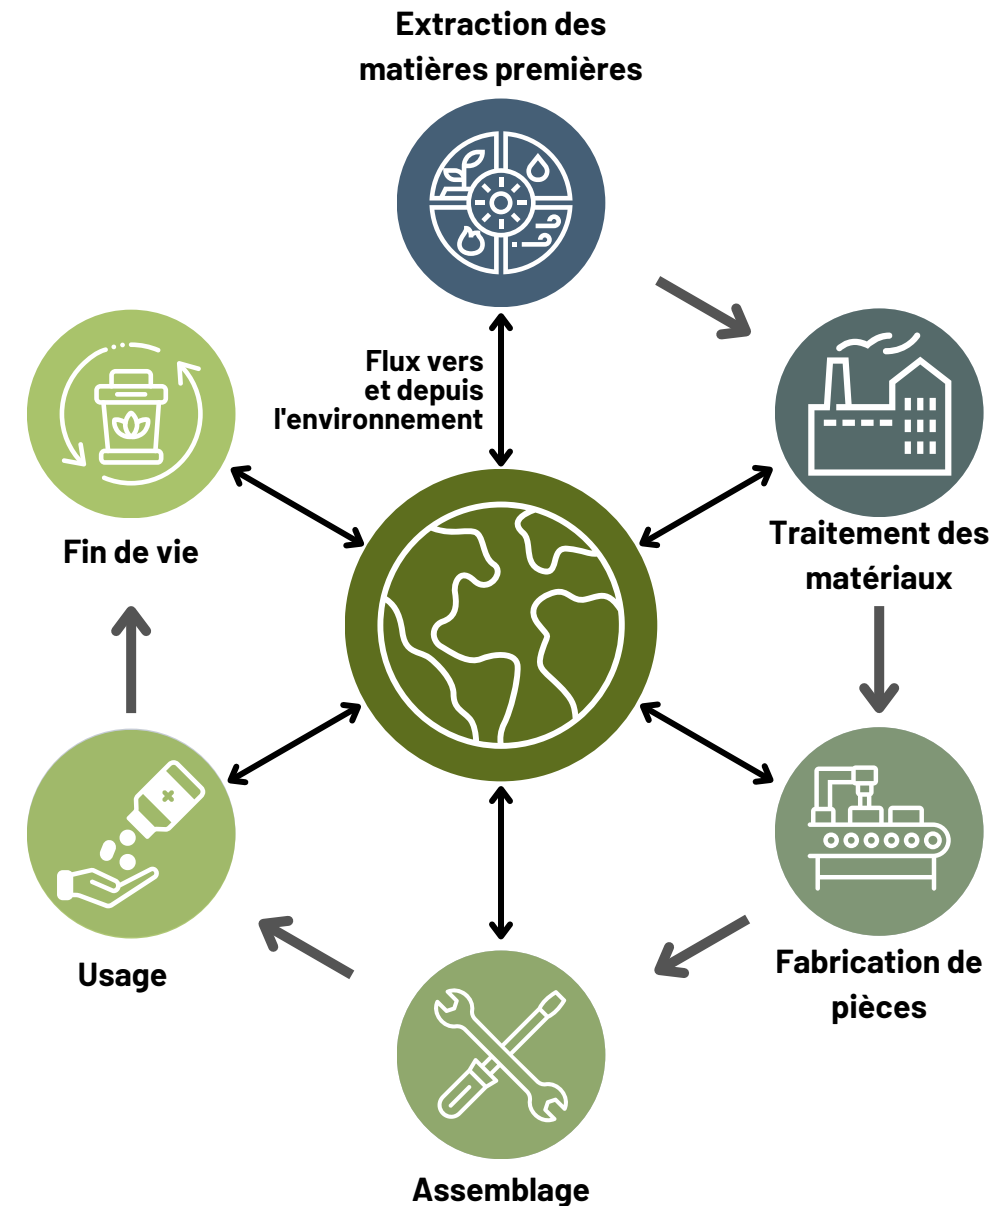 Extraction des
matières premières
Flux vers
et depuis
l'environnement
Fin de vie
Traitement des
matériaux
Usage
Fabrication de
pièces
Assemblage